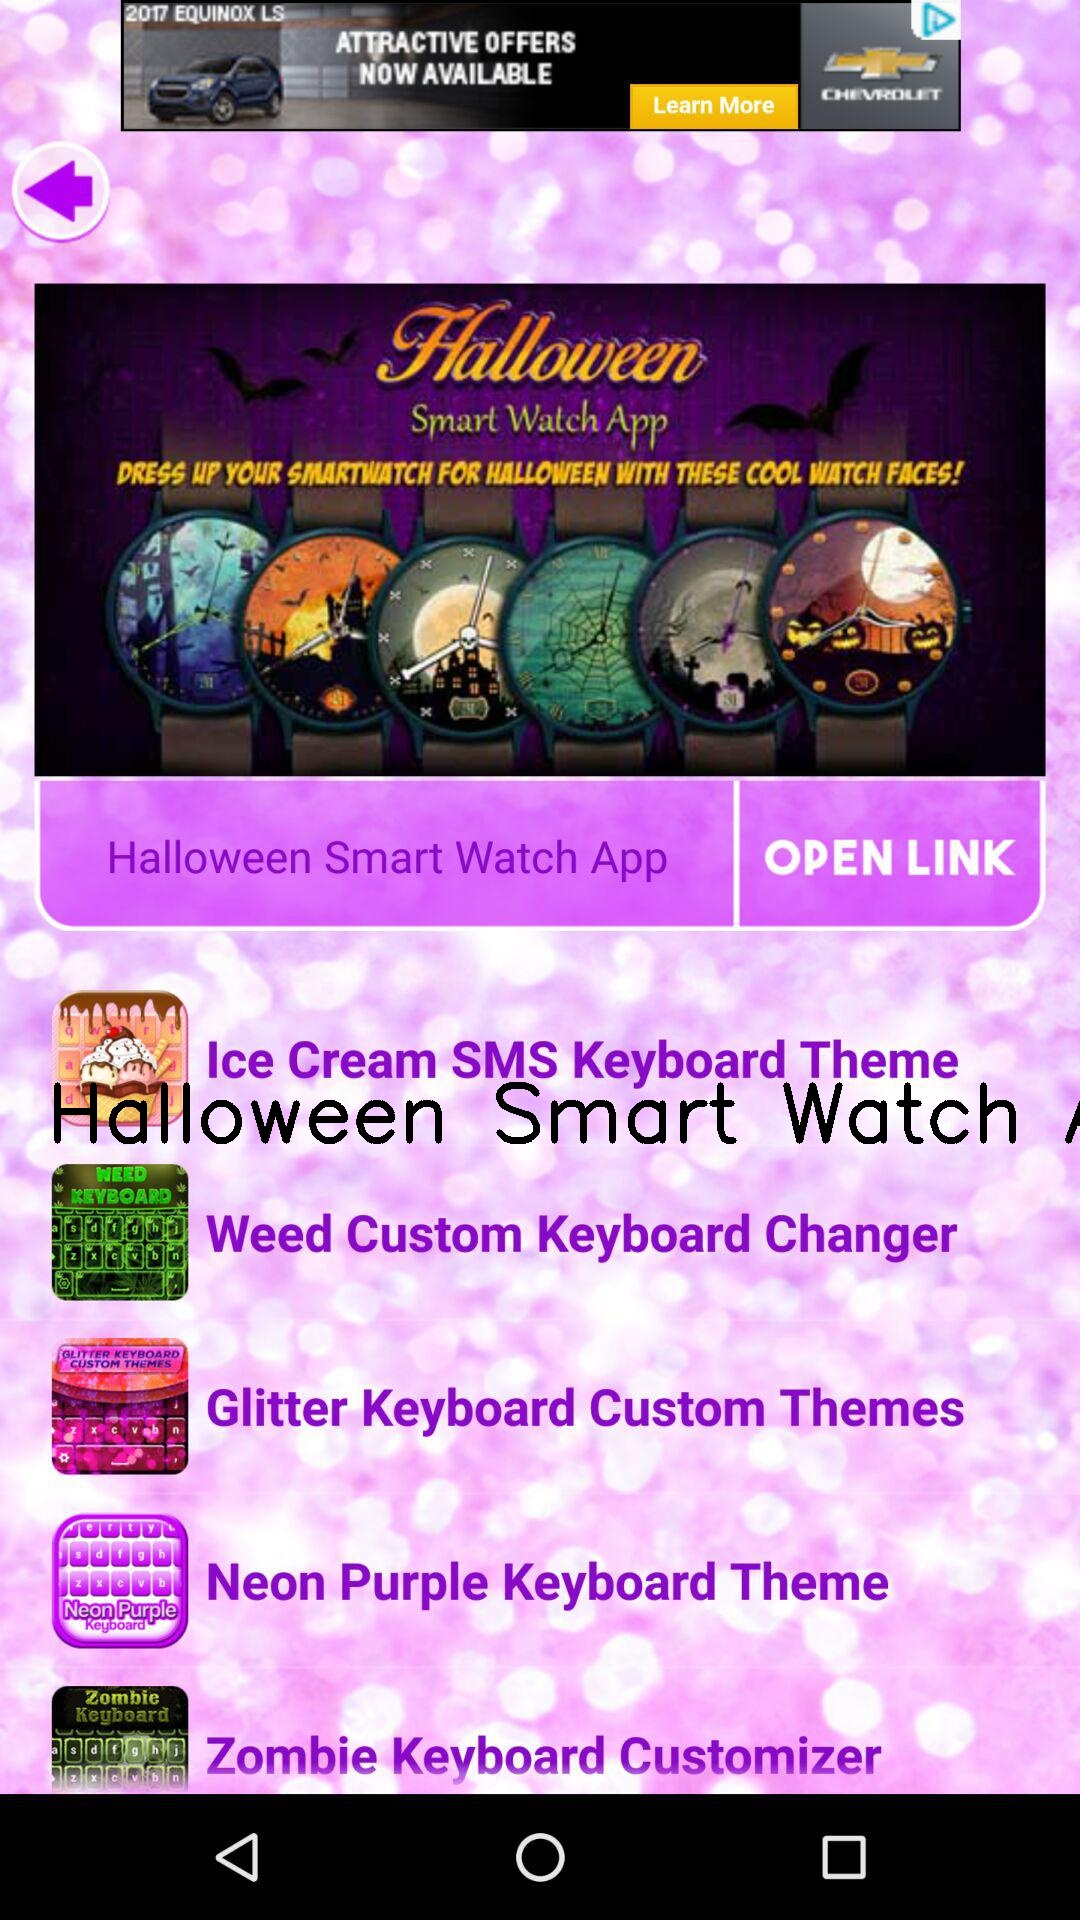 2017 EQUINOX LS
ATTRACTIVE OFFERS
NOW AVAILABLE
Learn More
CHEVROLET
Halloween
Smart Watch App
DRESS UP YOUR SMARTWATCH FOR HALLOWEEN WITH THESE COOL WATCH FACES!
Halloween Smart Watch App
OPEN LINK
Ice Cream SMS Keyboard Theme
Halloween Smart Watch A
WEED
KEYBOARD
Weed Custom Keyboard Changer
GLITTER KEYBOARD
CUSTOM THEMES
Glitter Keyboard Custom Themes
Neon Purple
Keyboard
Neon Purple Keyboard Theme
Zombie
Keyboard
Zombie Keyboard Customizer